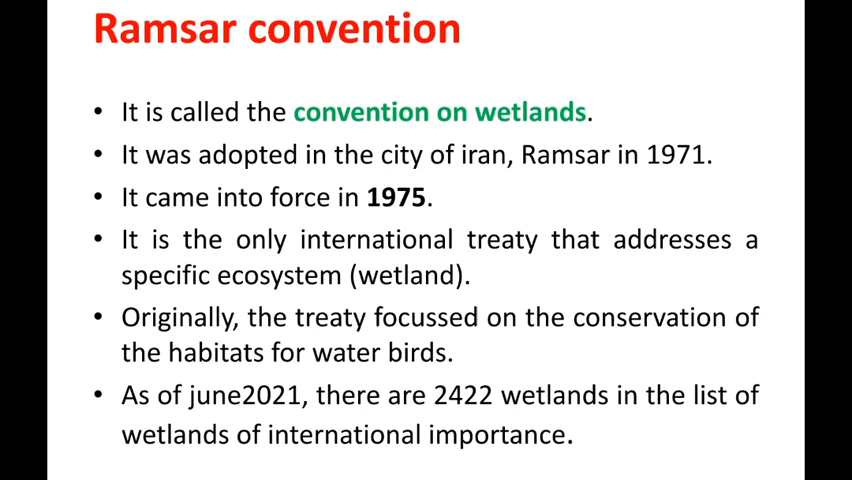 Ramsar convention
• It is called the convention on wetlands.
• It was adopted in the city of iran, Ramsar in 1971.
• It came into force in 1975.
• It is the only international treaty that addresses a
specific ecosystem (wetland).
• Originally, the treaty focussed on the conservation of
the habitats for water birds.
• As of june2021, there are 2422 wetlands in the list of
wetlands of international importance.